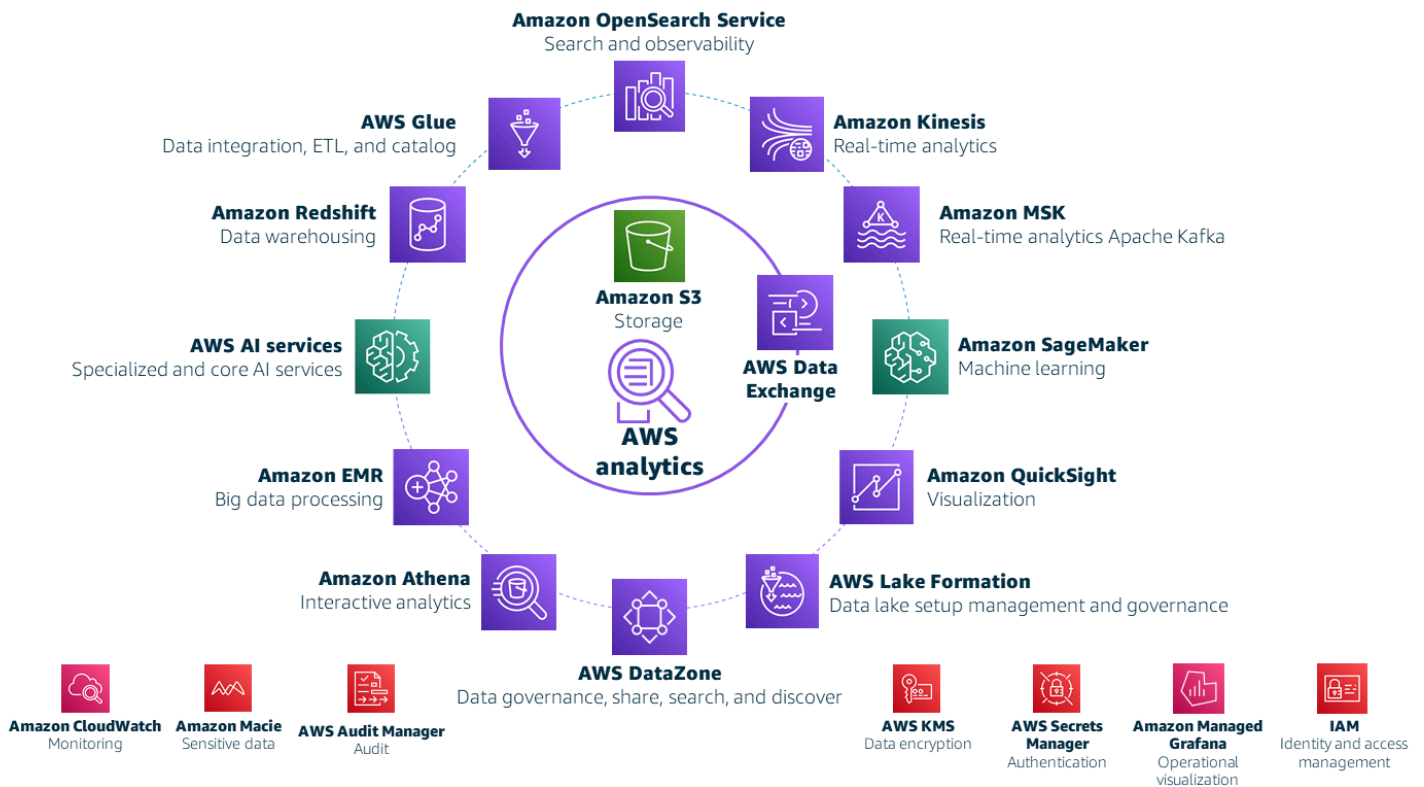 Amazon OpenSearch Service
Search and observability
AWS Glue
Data integration, ETL, and catalog
Amazon Kinesis
Real-time analytics
Amazon Redshift
Data warehousing
Amazon MSK
Real-time analytics Apache Kafka
K
Amazon S3
Storage
AWS Data
Exchange
AWS
analytics
AWS AI services
Specialized and core AI services
Amazon SageMaker
Machine learning
Amazon EMR
Big data processing
Amazon QuickSight
Visualization
Amazon Athena
Interactive analytics
AWS Lake Formation
Data lake setup management and governance
AWS DataZone
Data governance, share, search, and discover
Amazon CloudWatch
Monitoring
Amazon Macie
Sensitive data
AWS Audit Manager
Audit
AWS KMS
Data encryption
AWS Secrets
Manager
Authentication
Amazon Managed
Grafana
Operational
visualization
IAM
Identity and access
management